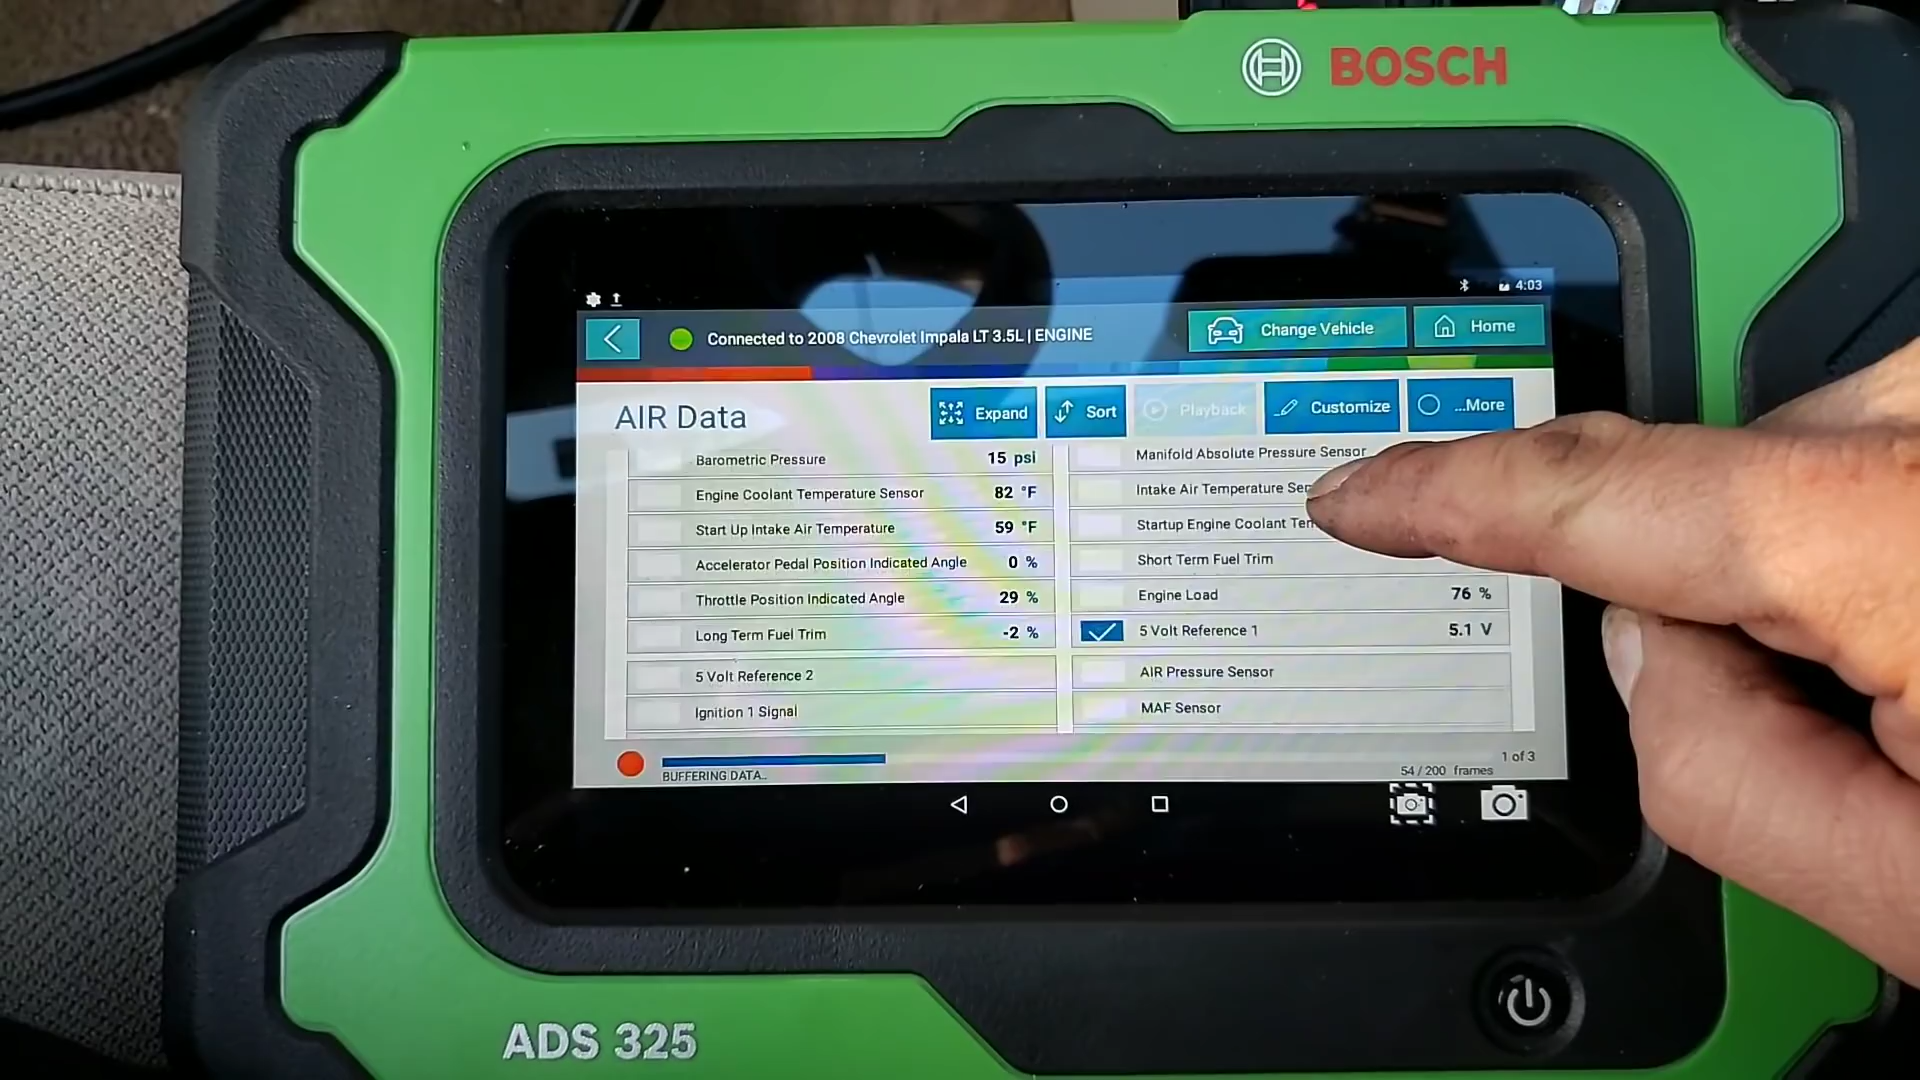 BOSCH
4:03
Connected to 2008 Chevrolet Impala LT 3.5L | ENGINE
Change Vehicle
Home
AIR Data
Expand
Sort
Playback
Customize
...More
Barometric Pressure 15 psi
Manifold Absolute Pressure Sensor
Engine Coolant Temperature Sensor 82 °F
Intake Air Temperature
Start Up Intake Air Temperature 59 °F
Startup Engine Coolant
Accelerator Pedal Position Indicated Angle 0 %
Short Term Fuel Trim
Throttle Position Indicated Angle 29 %
Engine Load 76 %
Long Term Fuel Trim -2 %
5 Volt Reference 1 5.1 V
5 Volt Reference 2
AIR Pressure Sensor
Ignition 1 Signal
MAF Sensor
1 of 3
BUFFERING DATA..
54 / 200 frames
ADS 325